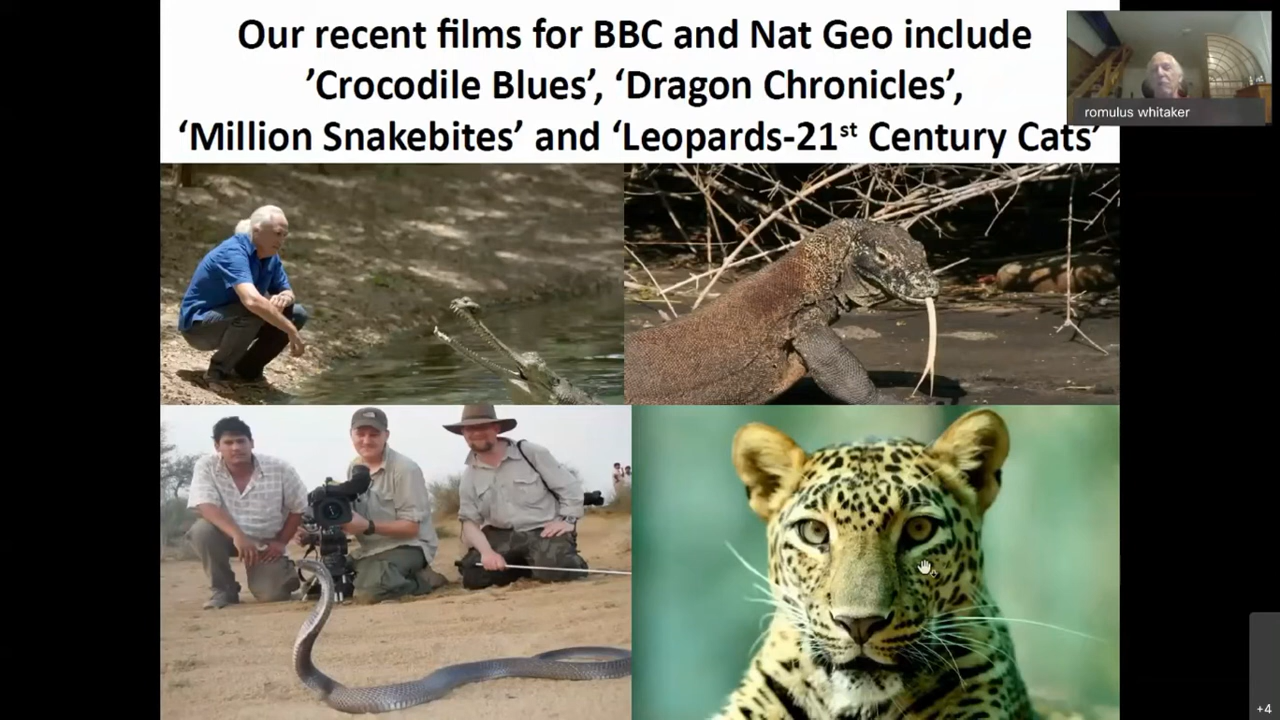 Our recent films for BBC and Nat Geo include
’Crocodile Blues’, ‘Dragon Chronicles’,
‘Million Snakebites’ and ‘Leopards-21st Century Cats’
romulus whitaker
+4